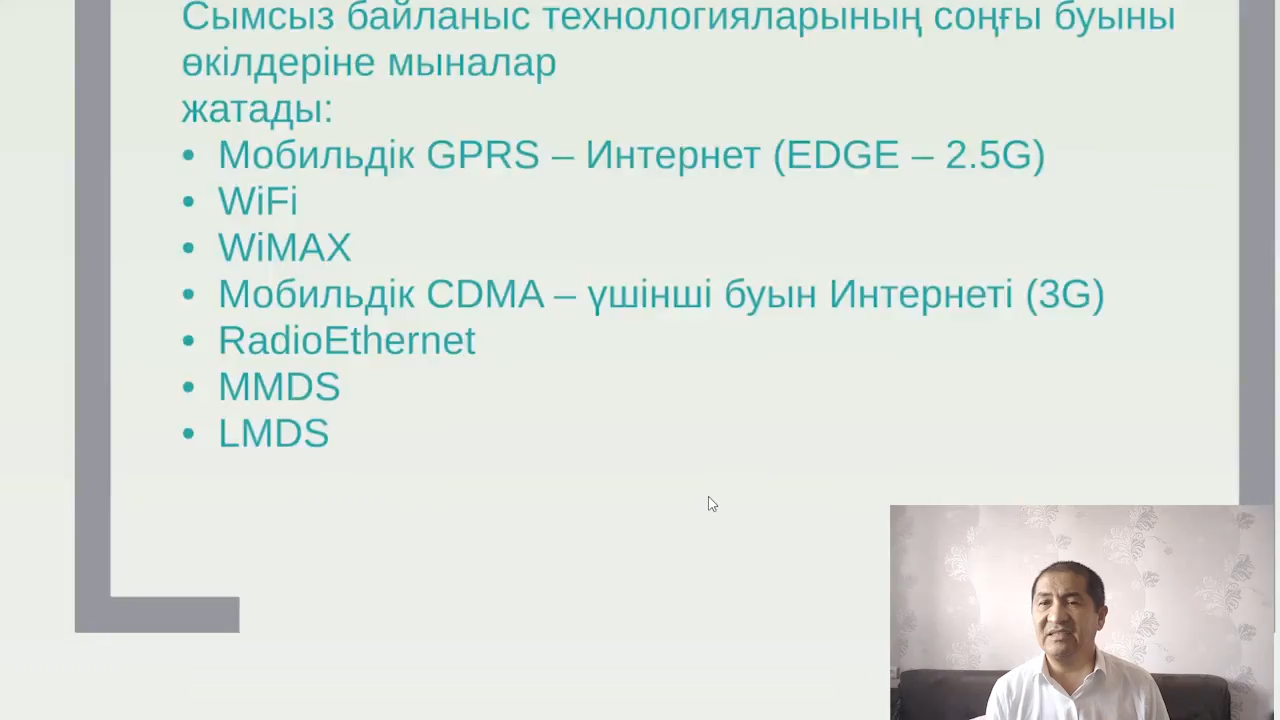 Сымсыз байланыс технологияларының соңғы буыны
өкілдеріне мыналар
жатады:
• Мобильдік GPRS – Интернет (EDGE – 2.5G)
• WiFi
• WiMAX
• Мобильдік CDMA – үшінші буын Интернеті (3G)
• RadioEthernet
• MMDS
• LMDS